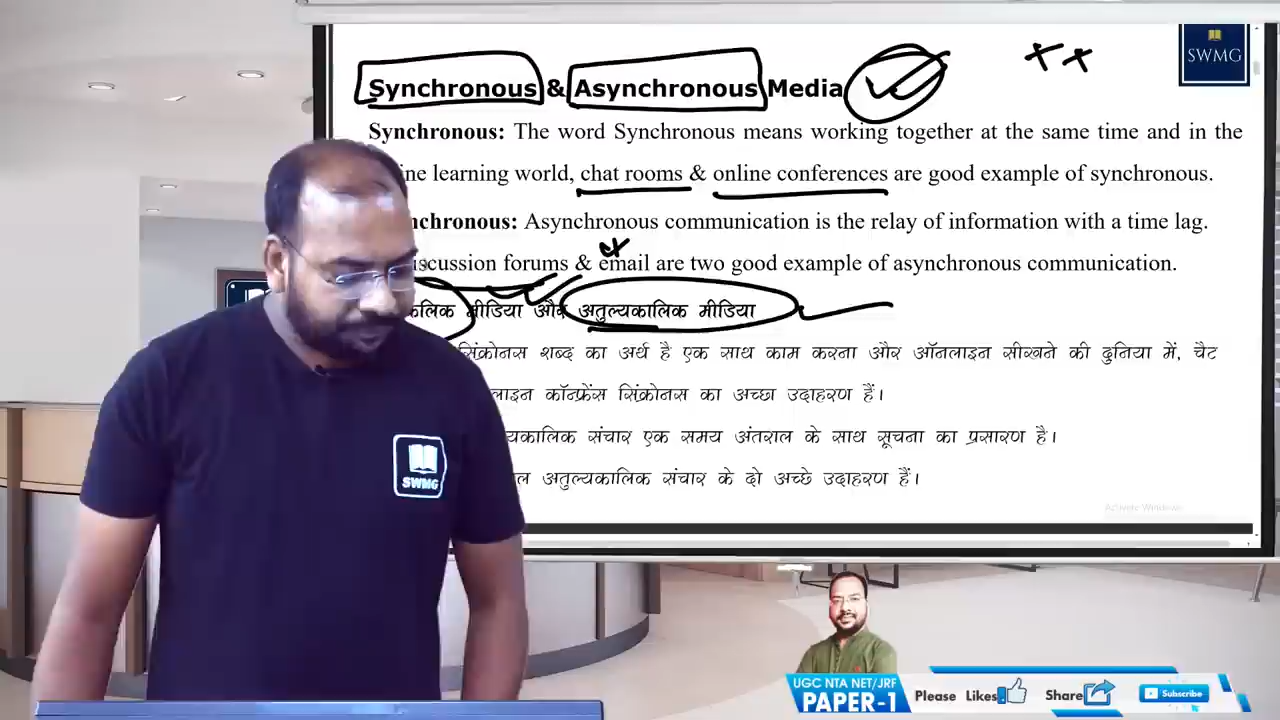 SWMG
Synchronous & Asynchronous Media
Synchronous: The word Synchronous means working together at the same time and in the
learning world, chat rooms & online conferences are good example of synchronous.
Asynchronous communication is the relay of information with a time lag.
forums & email are two good example of asynchronous communication.
मीडिया और अतुल्यकालिक मीडिया
सिंक्रोनस शब्द का अर्थ है एक साथ काम करना और ऑनलाइन सीखने की दुनिया में, चैट
कॉन्फ्रेंस सिंक्रोनस का अच्छा उदाहरण हैं।
संचार एक समय अंतराल के साथ सूचना का प्रसारण है।
अतुल्यकालिक संचार के दो अच्छे उदाहरण हैं।
Activate Windows
SWMG
UGC NTA NET/JRF
PAPER-1
Please Likes Share Subscribe